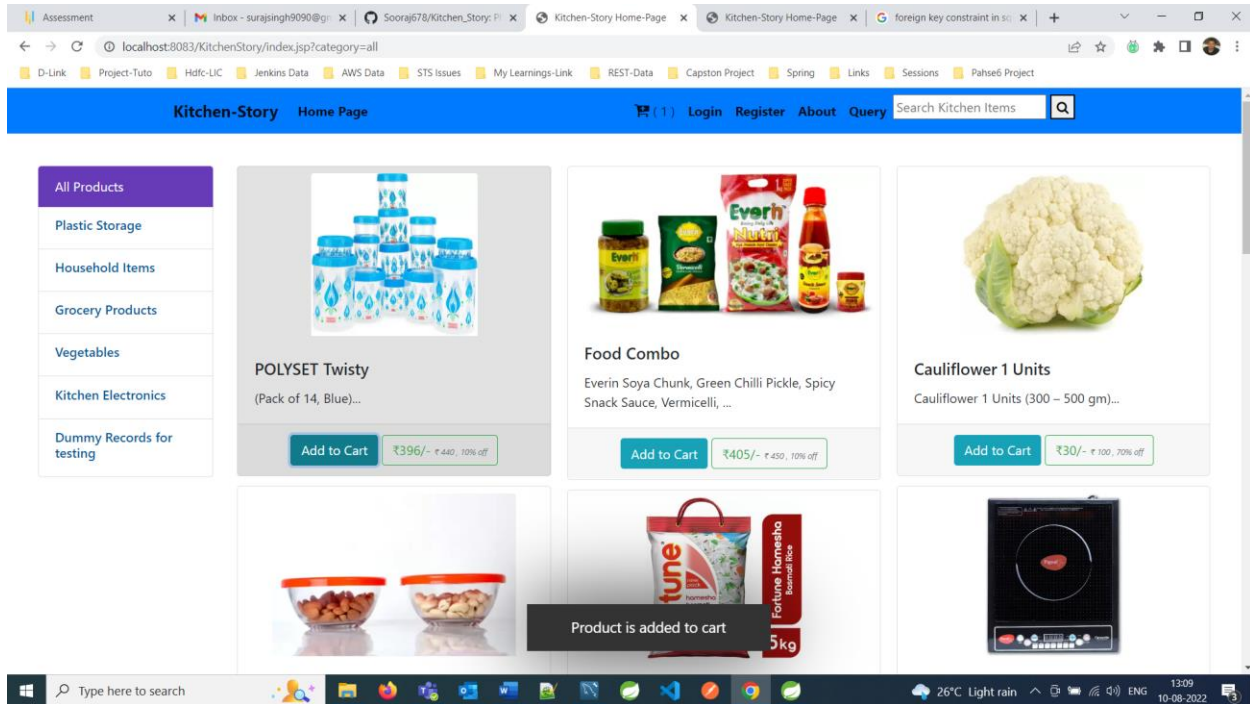 Assessment
Inbox - surajsingh9090@gm
Sooraj678/Kitchen_Story: P
Kitchen-Story Home-Page
Kitchen-Story Home-Page
foreign key constraint in sq
localhost:8083/KitchenStory/index.jsp?category=all
D-Link Project-Tuto Hdfc-LIC Jenkins Data AWS Data STS Issues My Learnings-Link REST-Data Capston Project Spring Links Sessions Pahse6 Project
Kitchen-Story Home Page ( 1 ) Login Register About Query Search Kitchen Items
All Products
Plastic Storage
Household Items
Grocery Products
Vegetables
Kitchen Electronics
Dummy Records for
testing
POLYSET Twisty
(Pack of 14, Blue)...
Add to Cart ₹396/- ₹ 440 , 10% off
Everin
Nutri
Everin
Food Combo
Everin Soya Chunk, Green Chilli Pickle, Spicy
Snack Sauce, Vermicelli, ...
Add to Cart ₹405/- ₹ 450 , 10% off
Cauliflower 1 Units
Cauliflower 1 Units (300 – 500 gm)...
Add to Cart ₹30/- ₹ 100 , 70% off
tune
Fortune Hamesha
Basmati Rice
5kg
Product is added to cart
Type here to search
26°C Light rain
ENG
13:09
10-08-2022
3